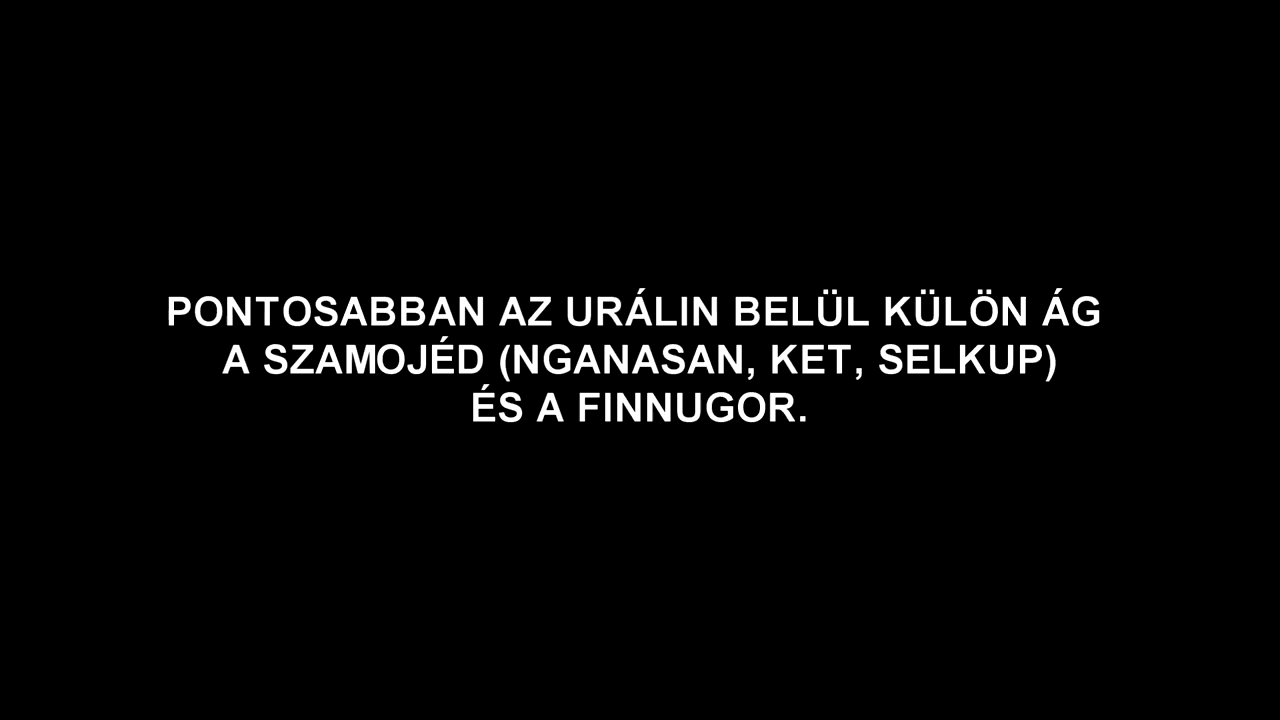 PONTOSABBAN AZ URÁLIN BELÜL KÜLÖN ÁG
A SZAMOJÉD (NGANASAN, KET, SELKUP)
ÉS A FINNUGOR.